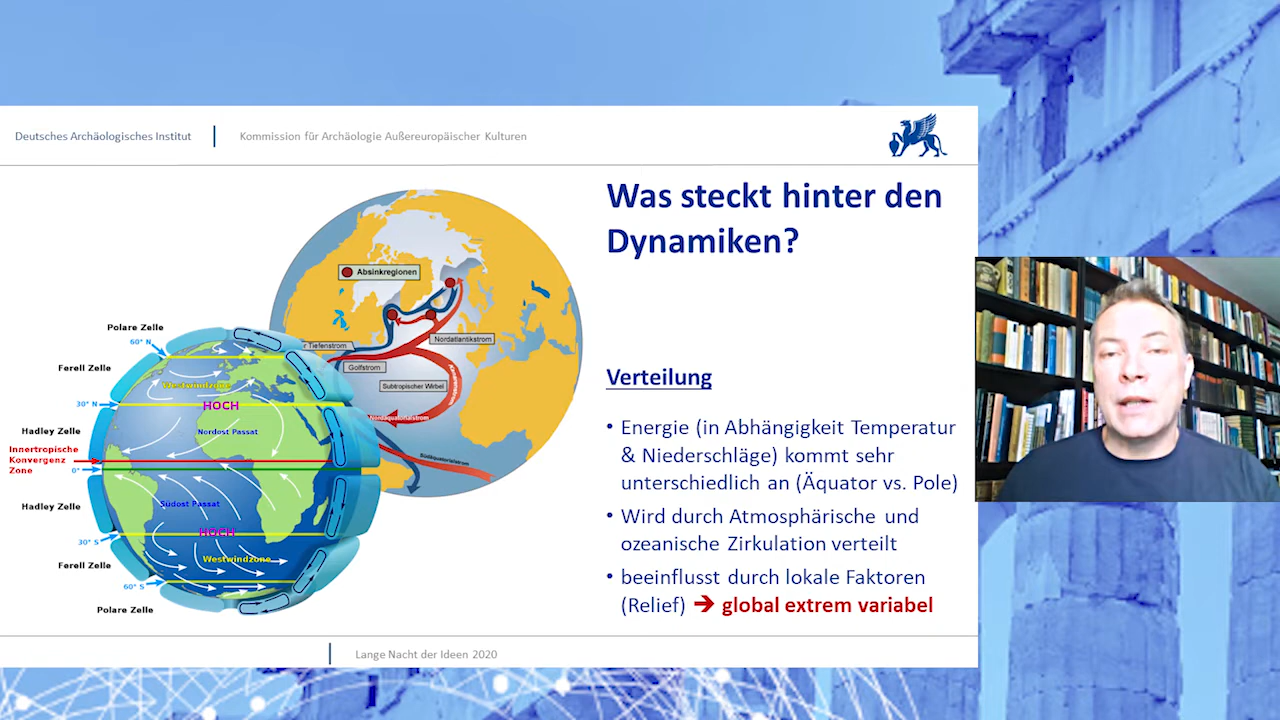 Deutsches Archäologisches Institut
Kommission für Archäologie Außereuropäischer Kulturen
Was steckt hinter den
Dynamiken?
Absinkregionen
Nordatlantikstrom
r Tiefenstrom
Golfstrom
Subtropischer Wirbel
Nordäquatorialstrom
Südäquatorialstrom
Polare Zelle
60° N
Ferell Zelle
Westwindzone
30° N
HOCH
Hadley Zelle
Nordost Passat
Innertropische
Konvergenz
Zone
0°
Hadley Zelle
Südost Passat
HOCH
30° S
Ferell Zelle
Westwindzone
60° S
Polare Zelle
Verteilung
• Energie (in Abhängigkeit Temperatur
& Niederschläge) kommt sehr
unterschiedlich an (Äquator vs. Pole)
• Wird durch Atmosphärische und
ozeanische Zirkulation verteilt
• beeinflusst durch lokale Faktoren
(Relief) ➔ global extrem variabel
Lange Nacht der Ideen 2020